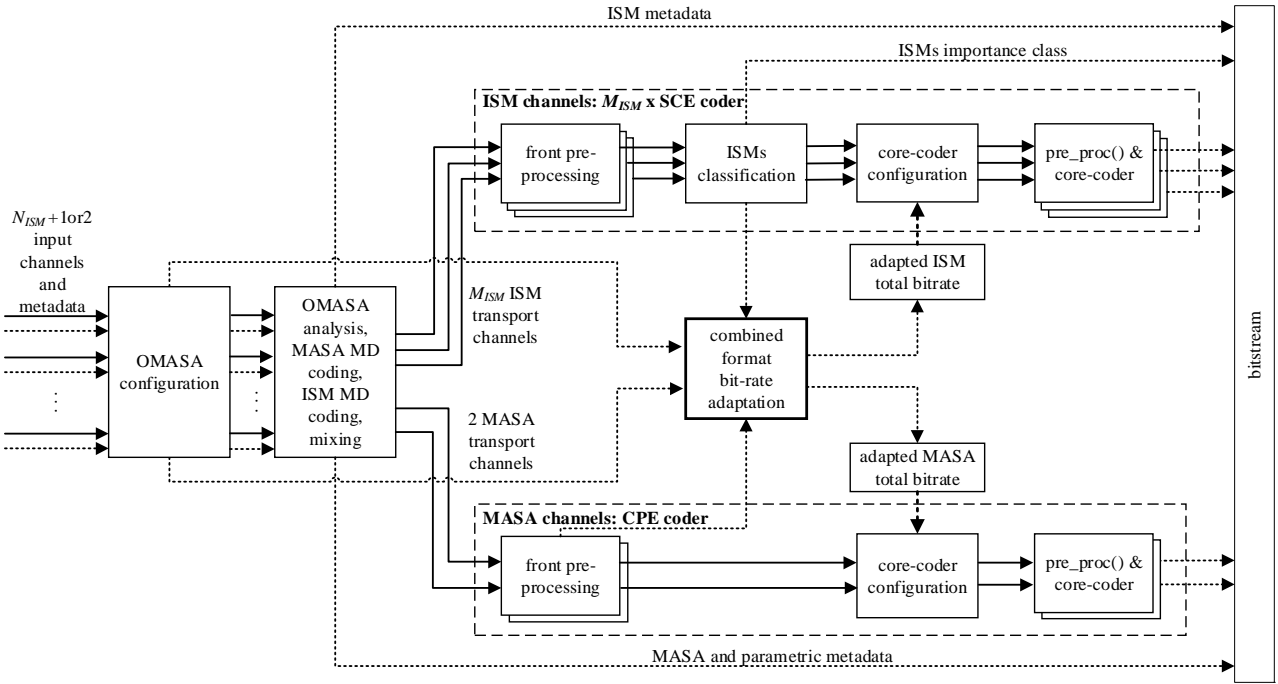 ISM metadata
ISMs importance class
ISM channels: M_ISM x SCE coder
front pre-
processing
ISMs
classification
core-coder
configuration
pre_proc() &
core-coder
N_ISM+1or2
input
channels
and
metadata
OMASA
configuration
OMASA
analysis,
MASA MD
coding,
ISM MD
coding,
mixing
M_ISM ISM
transport
channels
2 MASA
transport
channels
combined
format
bit-rate
adaptation
adapted ISM
total bitrate
adapted MASA
total bitrate
MASA channels: CPE coder
front pre-
processing
core-coder
configuration
pre_proc() &
core-coder
MASA and parametric metadata
bitstream